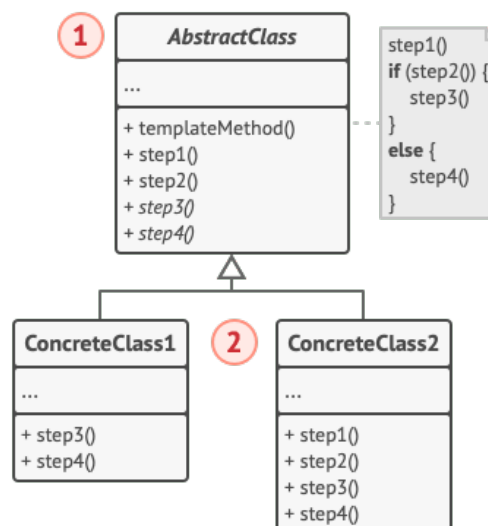 1
AbstractClass
...
+ templateMethod()
+ step1()
+ step2()
+ step3()
+ step4()
step1()
if (step2()) {
step3()
}
else {
step4()
}
2
ConcreteClass1
...
+ step3()
+ step4()
ConcreteClass2
...
+ step1()
+ step2()
+ step3()
+ step4()